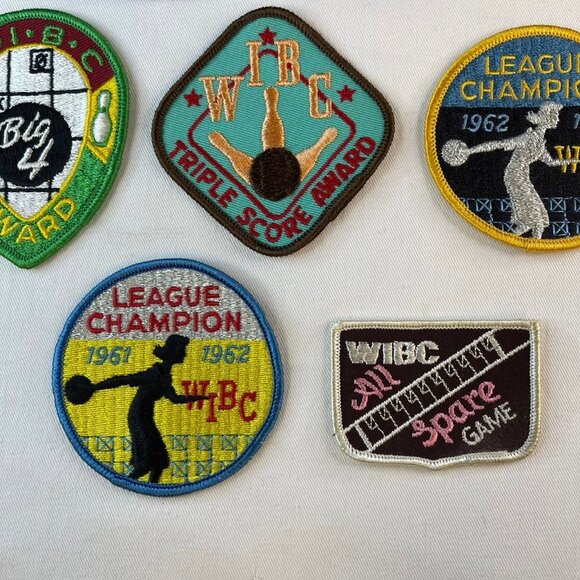 I·B·C
Big
4
AWARD
WIBC
TRIPLE SCORE AWARD
LEAGUE
CHAMPION
1962
LEAGUE
CHAMPION
1961 1962
WIBC
WIBC
All
Spare
GAME